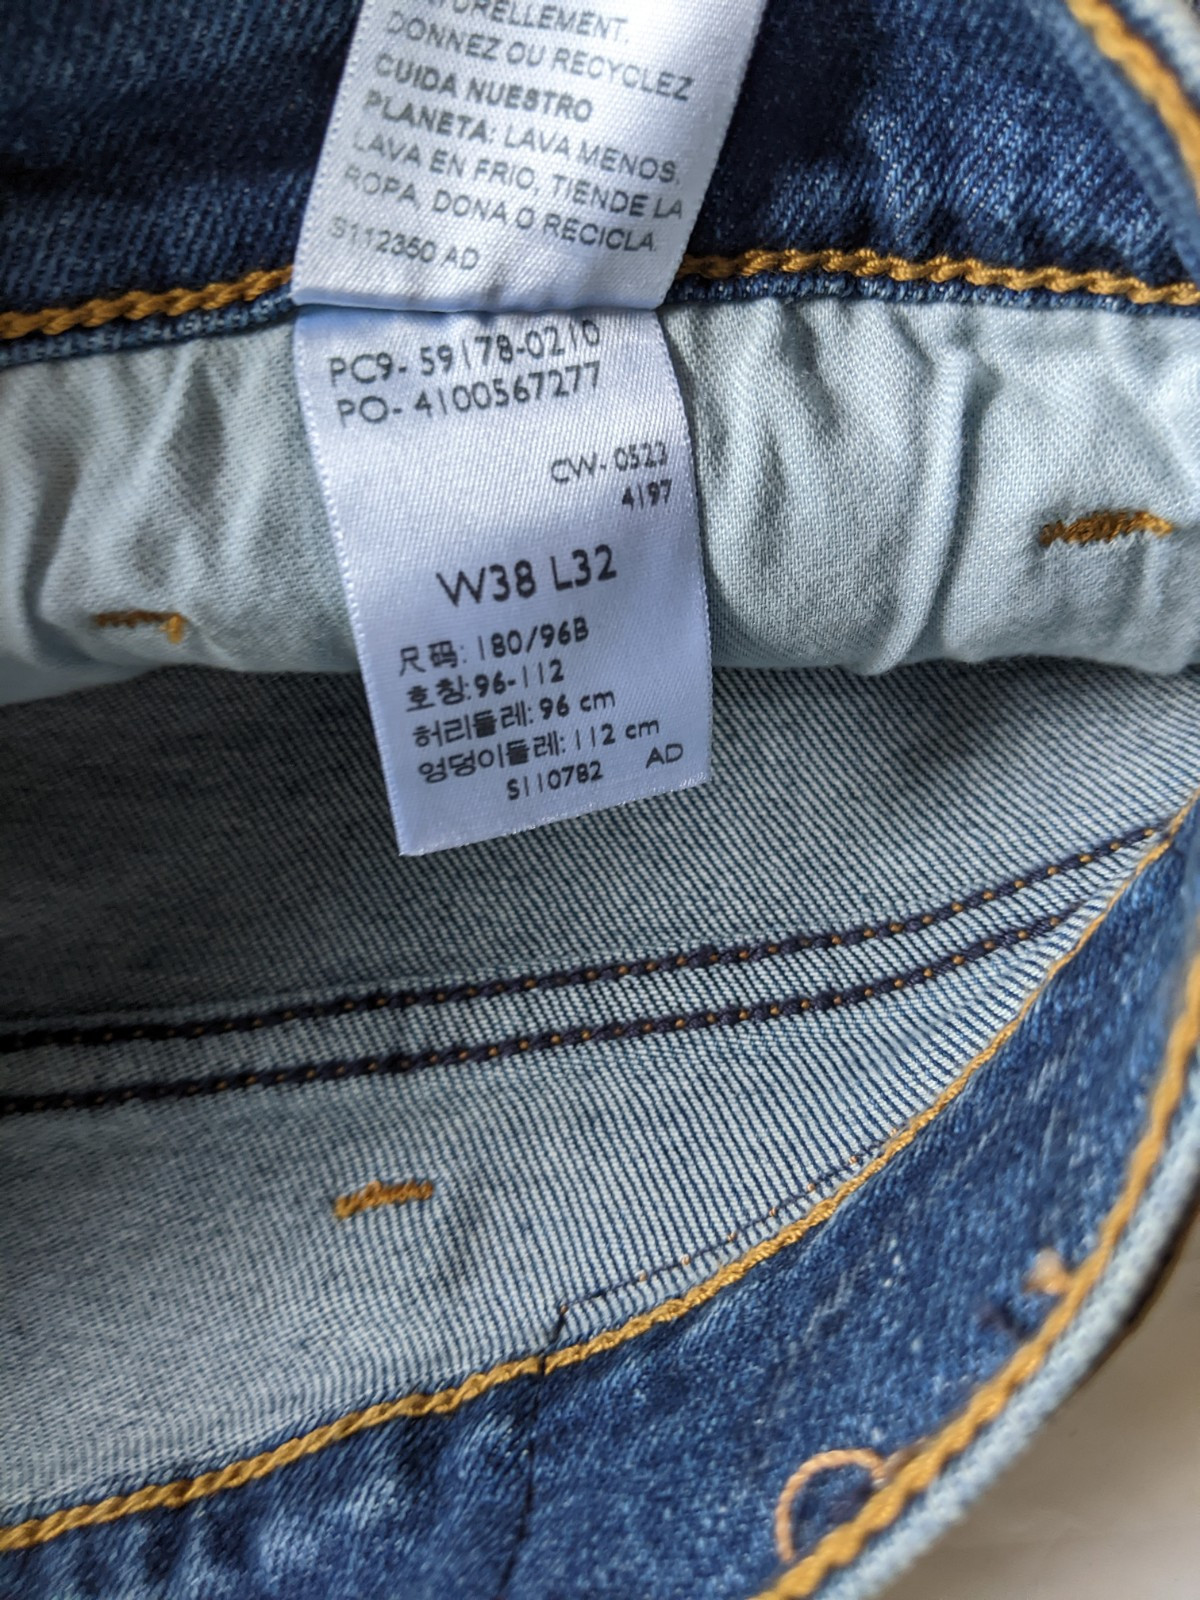 TURELLEMENT.
DONNEZ OU RECYCLEZ
CUIDA NUESTRO
PLANETA: LAVA MENOS,
LAVA EN FRIO, TIENDE LA
ROPA, DONA O RECICLA.
S112350 AD
PC9- 59178-0210
PO- 4100567277
CW- 0523
4197
W38 L32
尺码: 180/96B
호칭:96-112
허리둘레: 96 cm
엉덩이둘레: 112 cm
S110782 AD